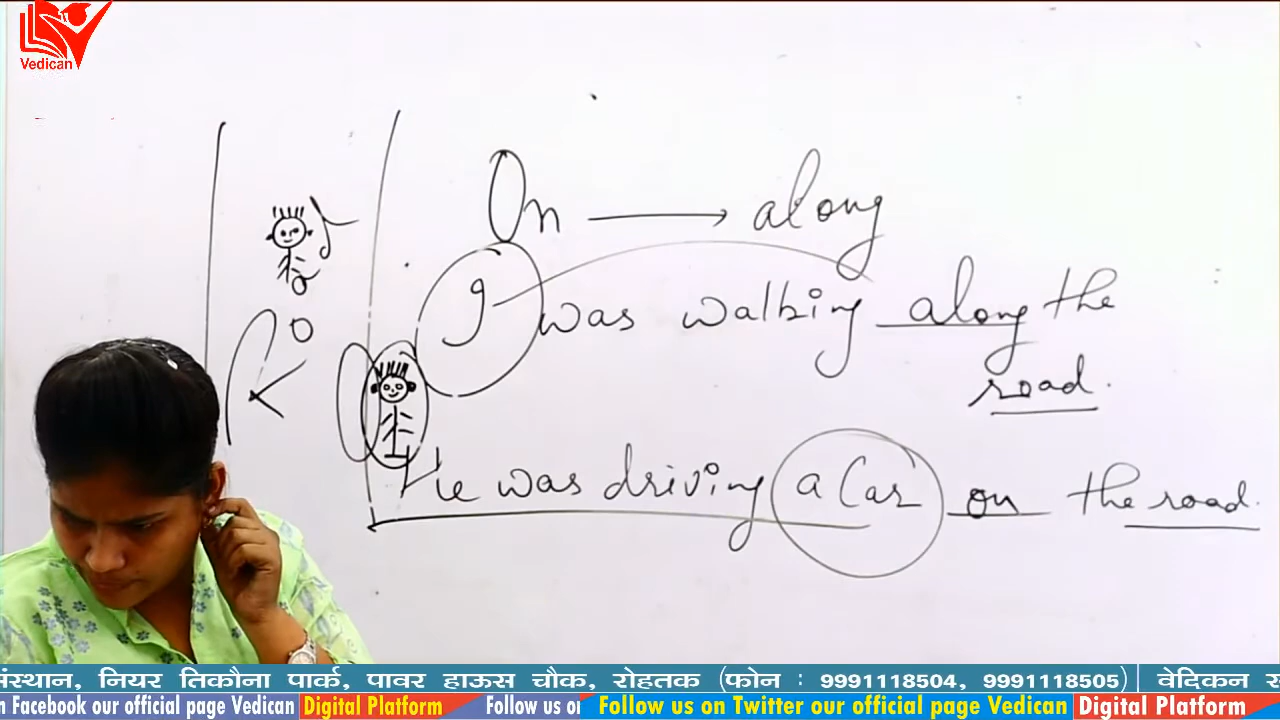 Vedican
On → along
I was walking along the
road.
He was driving a Car on the road.
संस्थान, नियर तिकौना पार्क, पावर हाऊस चौक, रोहतक (फोन : 9991118504, 9991118505) | वेदिकन
n Facebook our official page Vedican Digital Platform Follow us Follow us on Twitter our official page Vedican Digital Platform